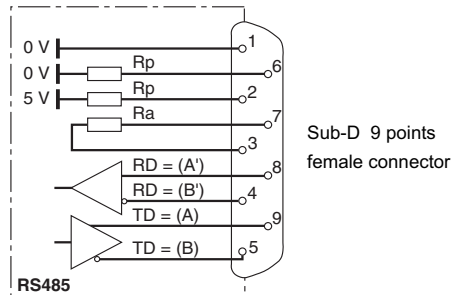 0 V
1
0 V
Rp
6
5 V
Rp
2
Ra
7
3
Sub-D 9 points
female connector
RD = (A')
8
RD = (B')
4
TD = (A)
9
TD = (B)
5
RS485